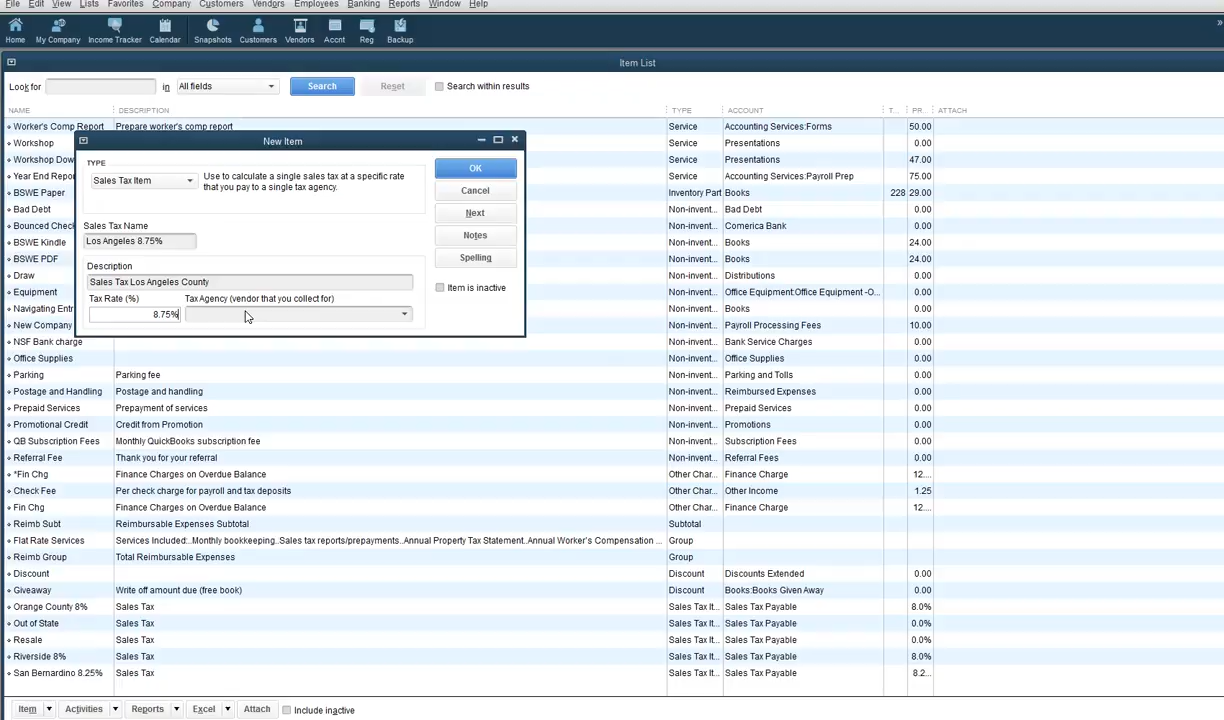 File Edit View Lists Favorites Company Customers Vendors Employees Banking Reports Window Help
Home My Company Income Tracker Calendar Snapshots Customers Vendors Accnt Reg Backup »
Item List
Look for in All fields Search Reset Search within results
NAME DESCRIPTION TYPE ACCOUNT T... PR... ATTACH
Worker's Comp Report Prepare worker's comp report Service Accounting Services:Forms 50.00
Workshop Service Presentations 0.00
Workshop Dow Service Presentations 47.00
Year End Repor Service Accounting Services:Payroll Prep 75.00
BSWE Paper Inventory Part Books 228 29.00
Bad Debt Non-invent... Bad Debt 0.00
Bounced Check Non-invent... Comerica Bank 0.00
BSWE Kindle Non-invent... Books 24.00
BSWE PDF Non-invent... Books 24.00
Draw Non-invent... Distributions 0.00
Equipment Non-invent... Office Equipment:Office Equipment -O... 0.00
Navigating Entr Non-invent... Books 0.00
New Company Non-invent... Payroll Processing Fees 10.00
NSF Bank charge Non-invent... Bank Service Charges 0.00
Office Supplies Non-invent... Office Supplies 0.00
Parking Parking fee Non-invent... Parking and Tolls 0.00
Postage and Handling Postage and handling Non-invent... Reimbursed Expenses 0.00
Prepaid Services Prepayment of services Non-invent... Prepaid Services 0.00
Promotional Credit Credit from Promotion Non-invent... Promotions 0.00
QB Subscription Fees Monthly QuickBooks subscription fee Non-invent... Subscription Fees 0.00
Referral Fee Thank you for your referral Non-invent... Referral Fees 0.00
*Fin Chg Finance Charges on Overdue Balance Other Char... Finance Charge 12....
Check Fee Per check charge for payroll and tax deposits Other Char... Other Income 1.25
Fin Chg Finance Charges on Overdue Balance Other Char... Finance Charge 12....
Reimb Subt Reimbursable Expenses Subtotal Subtotal
Flat Rate Services Services Included:..Monthly bookkeeping..Sales tax reports/prepayments..Annual Property Tax Statement..Annual Worker's Compensation ... Group
Reimb Group Total Reimbursable Expenses Group
Discount Discount Discounts Extended 0.00
Giveaway Write off amount due (free book) Discount Books:Books Given Away 0.00
Orange County 8% Sales Tax Sales Tax It... Sales Tax Payable 8.0%
Out of State Sales Tax Sales Tax It... Sales Tax Payable 0.0%
Resale Sales Tax Sales Tax It... Sales Tax Payable 0.0%
Riverside 8% Sales Tax Sales Tax It... Sales Tax Payable 8.0%
San Bernardino 8.25% Sales Tax Sales Tax It... Sales Tax Payable 8.2...
New Item
TYPE
Sales Tax Item Use to calculate a single sales tax at a specific rate
that you pay to a single tax agency.
Sales Tax Name
Los Angeles 8.75%
Description
Sales Tax Los Angeles County
Tax Rate (%) Tax Agency (vendor that you collect for)
8.75%
OK
Cancel
Next
Notes
Spelling
Item is inactive
Item Activities Reports Excel Attach Include inactive